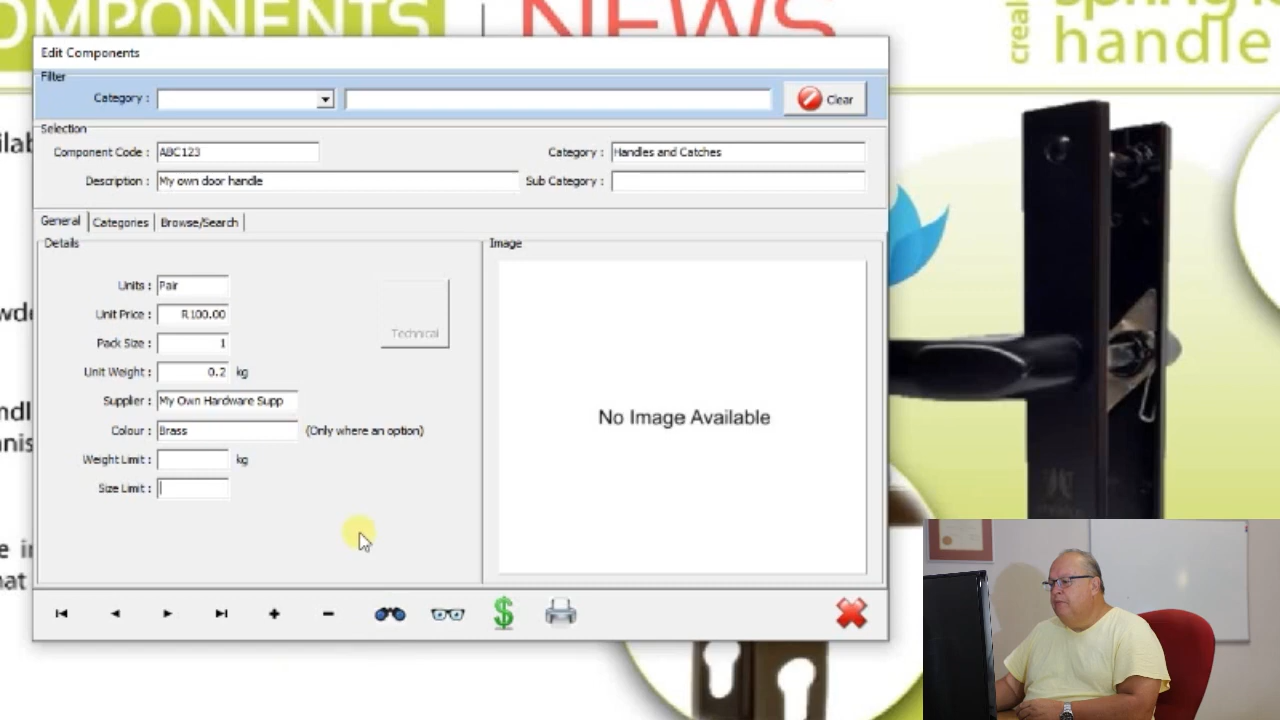 OMPONENTS
NEWS
handle
Edit Components
Filter
Category :
Clear
Selection
Component Code : ABC123
Category : Handles and Catches
Description : My own door handle
Sub Category :
General
Categories
Browse/Search
Details
Image
Units : Pair
Unit Price : R100.00
Technical
Pack Size : 1
Unit Weight : 0.2 kg
Supplier : My Own Hardware Supp
Colour : Brass (Only where an option)
Weight Limit : kg
Size Limit :
No Image Available